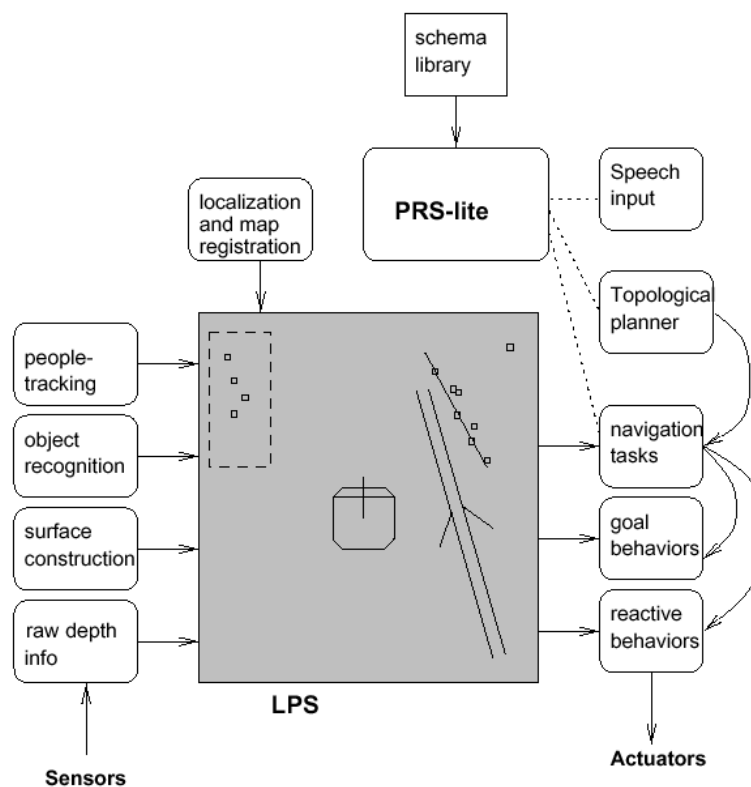 schema
library
PRS-lite
Speech
input
localization
and map
registration
Topological
planner
people-
tracking
object
recognition
surface
construction
raw depth
info
navigation
tasks
goal
behaviors
reactive
behaviors
LPS
Sensors
Actuators